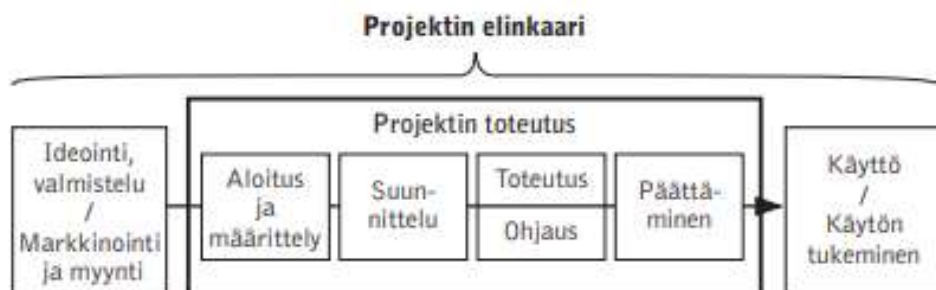 Projektin elinkaari
Projektin toteutus
Ideointi,
valmistelu
/
Markkinointi
ja myynti
Aloitus
ja
määrittely
Suun-
nittelu
Toteutus
Ohjaus
Päättä-
minen
Käyttö
/
Käytön
tukeminen